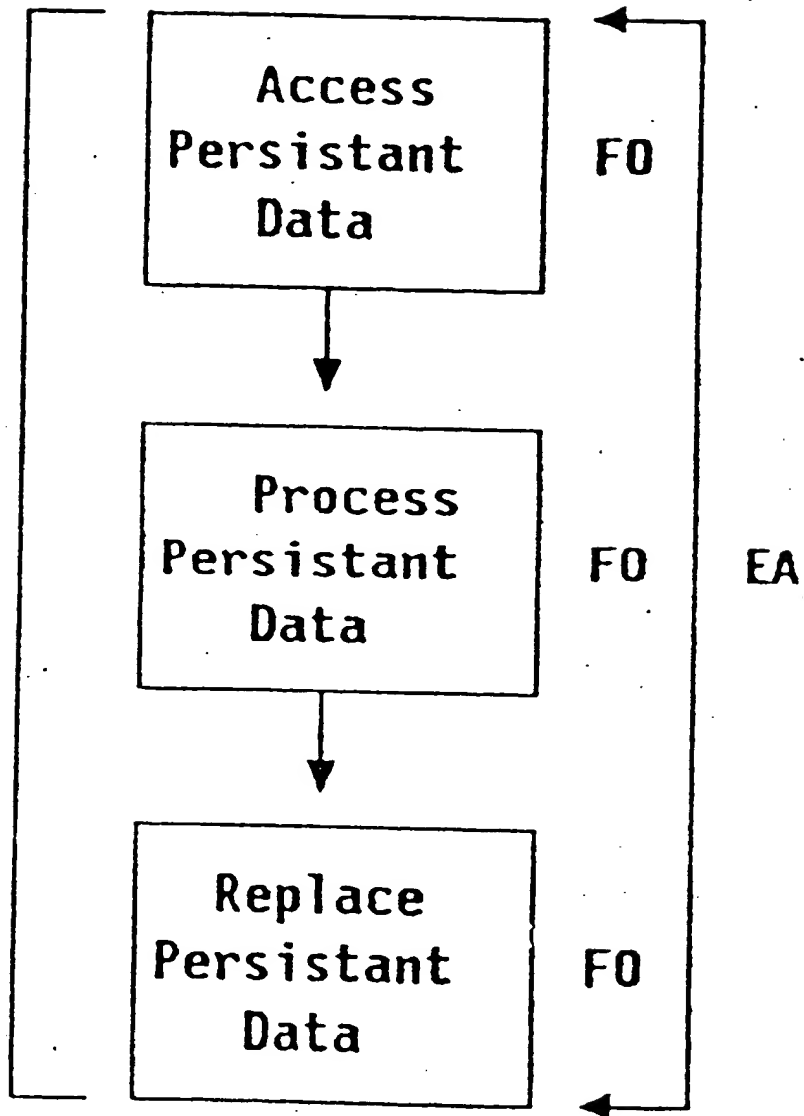 Access
Persistant FO
Data
Process
Persistant FO EA
Data
Replace
Persistant FO
Data